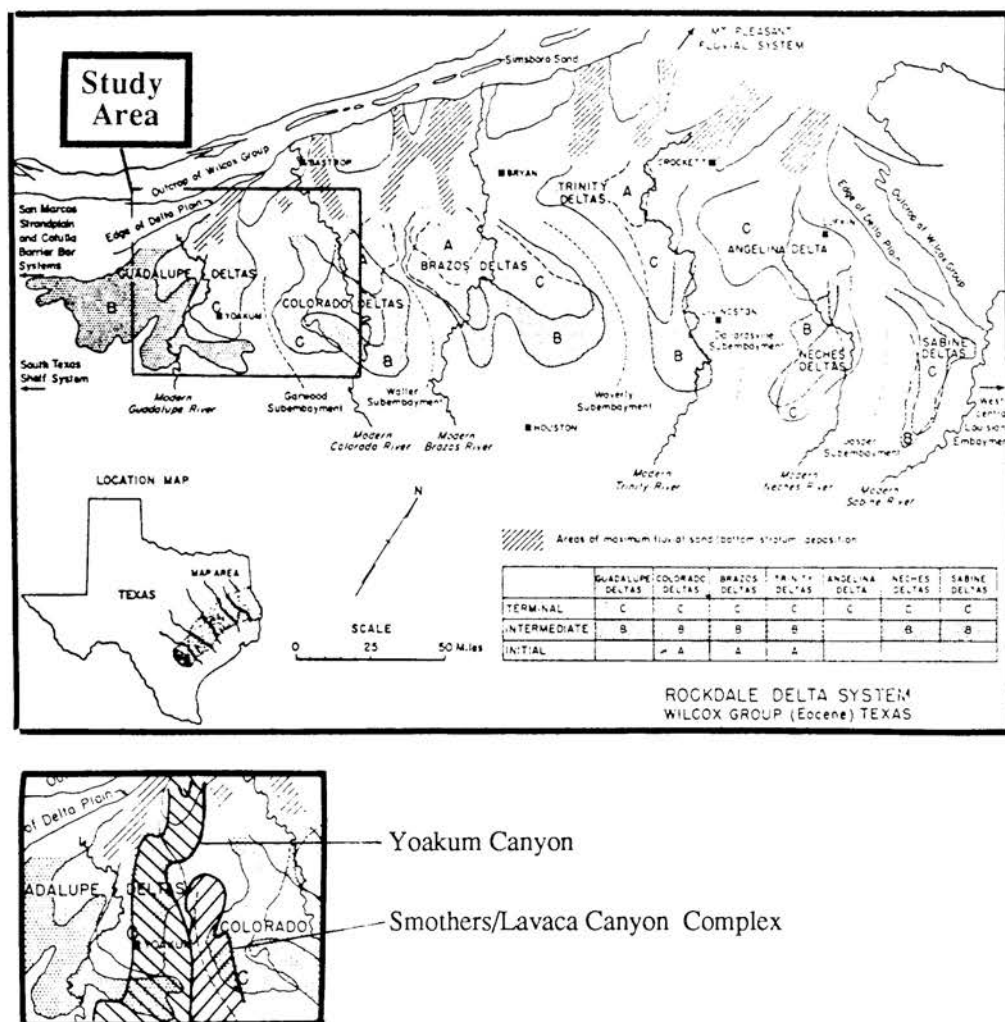 MT PLEASANT
FLUVIAL SYSTEM
Simsboro Sand
Study
Area
Outcrop of Wilcox Group
BASTROP
BRYAN
CROCKETT
TRINITY
DELTAS
A
Edge of Delta Plain
San Marcos
Strandplain
and Cotulla
Barrier Bar
Systems
Edge of Delta Plain
Outcrop of Wilcox Group
C
ANGELINA DELTA
A
BRAZOS DELTAS
C
C
A
GUADALUPE DELTAS
B
C
YOAKUM
COLORADO DELTAS
C
B
B
B
LIVINGSTON
Subembayment
B
NECHES
DELTAS
C
SABINE
DELTAS
C
B
South Texas
Shelf System
Modern
Guadalupe River
Garwood
Subembayment
Waller
Subembayment
Modern
Colorado River
Modern
Brazos River
HOUSTON
Waverly
Subembayment
Modern
Trinity River
Modern
Neches River
Jasper
Subembayment
Modern
Sabine River
West
Central
Louisiana
Embayment
LOCATION MAP
MAP AREA
TEXAS
N
SCALE
0 25 50 Miles
Areas of maximum fluvial sand (bottom stratum) deposition
GUADALUPE DELTAS COLORADO DELTAS BRAZOS DELTAS TRINITY DELTAS ANGELINA DELTA NECHES DELTAS SABINE DELTAS
TERMINAL C C C C C C C
INTERMEDIATE B B B B B B
INITIAL A A A
ROCKDALE DELTA SYSTEM
WILCOX GROUP (Eocene) TEXAS
of Delta Plain
ADALUPE DELTAS
C
YOAKUM
COLORADO
C
Yoakum Canyon
Smothers/Lavaca Canyon Complex